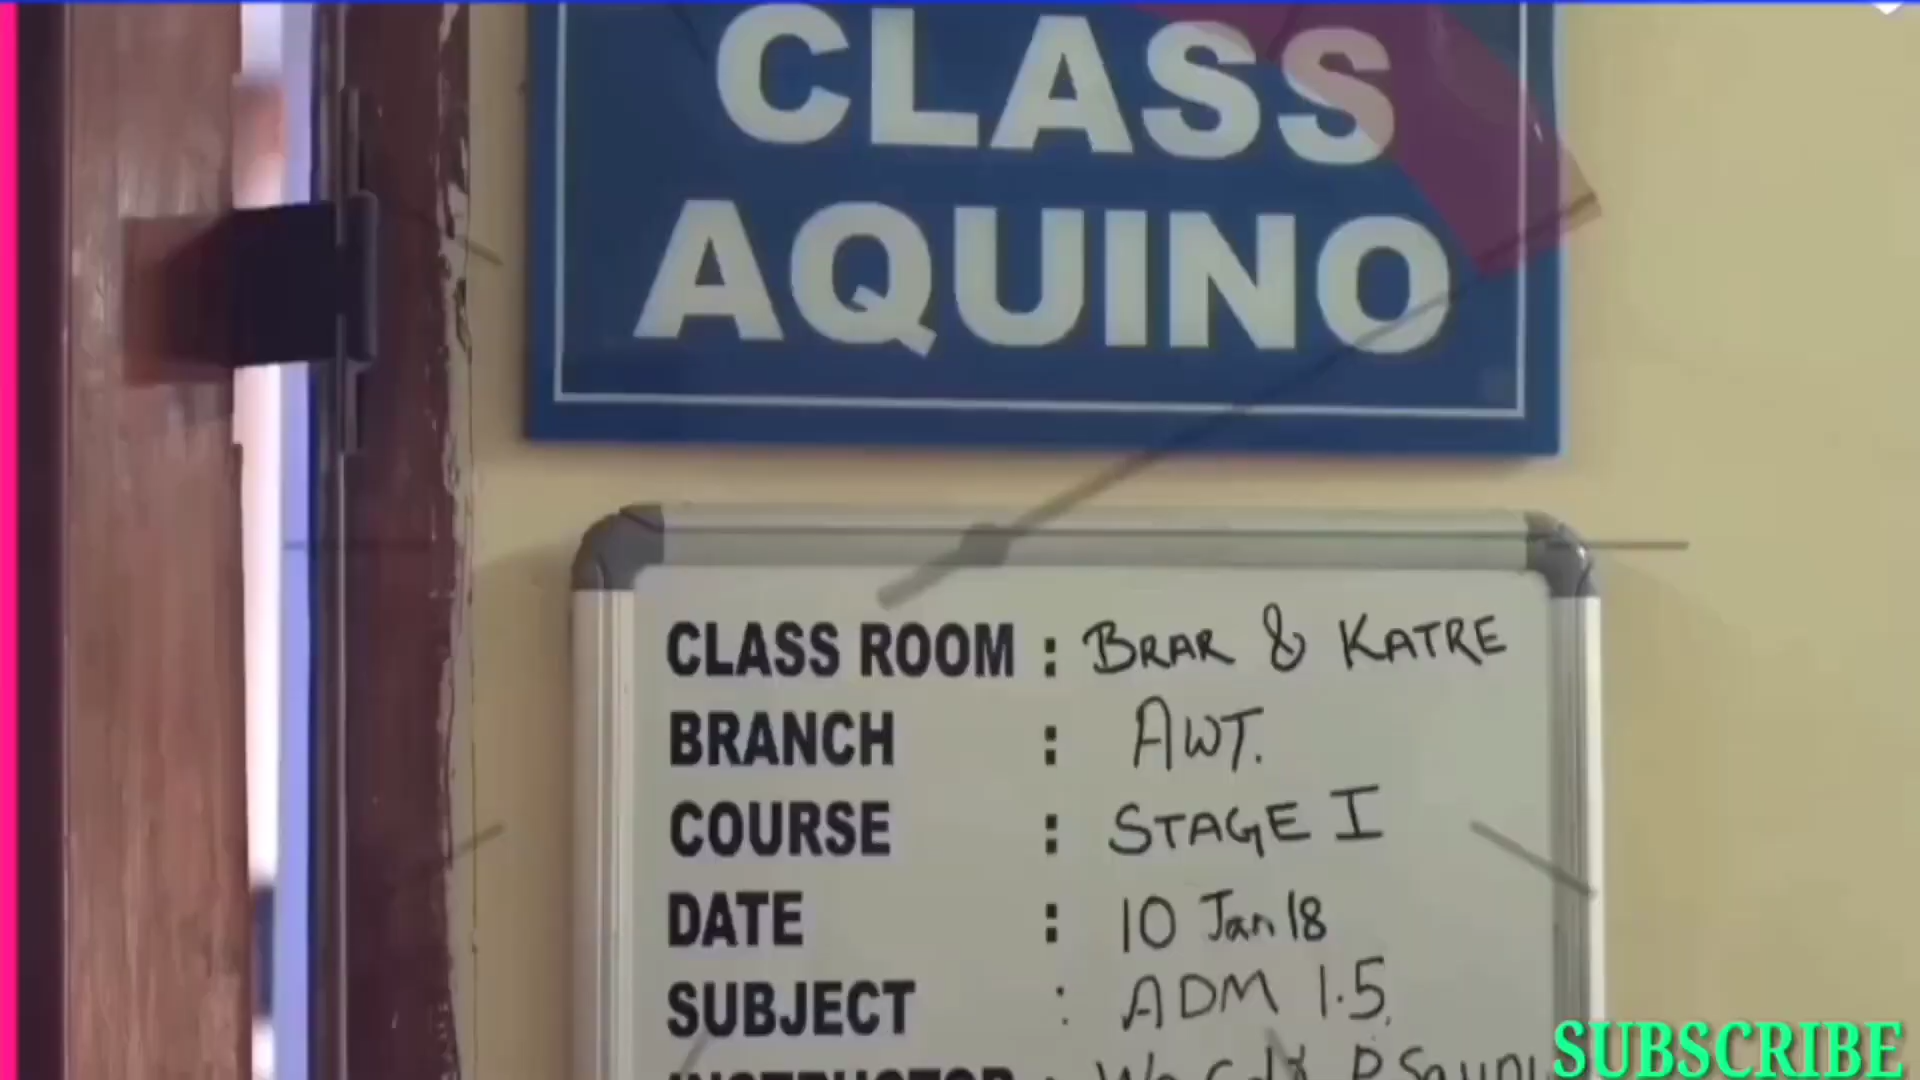 CLASS
AQUINO
CLASS ROOM : BRAR & KATRE
BRANCH : AWT.
COURSE : STAGE I
DATE : 10 Jan 18
SUBJECT : ADM 1.5
INSTRUCTOR :
SUBSCRIBE